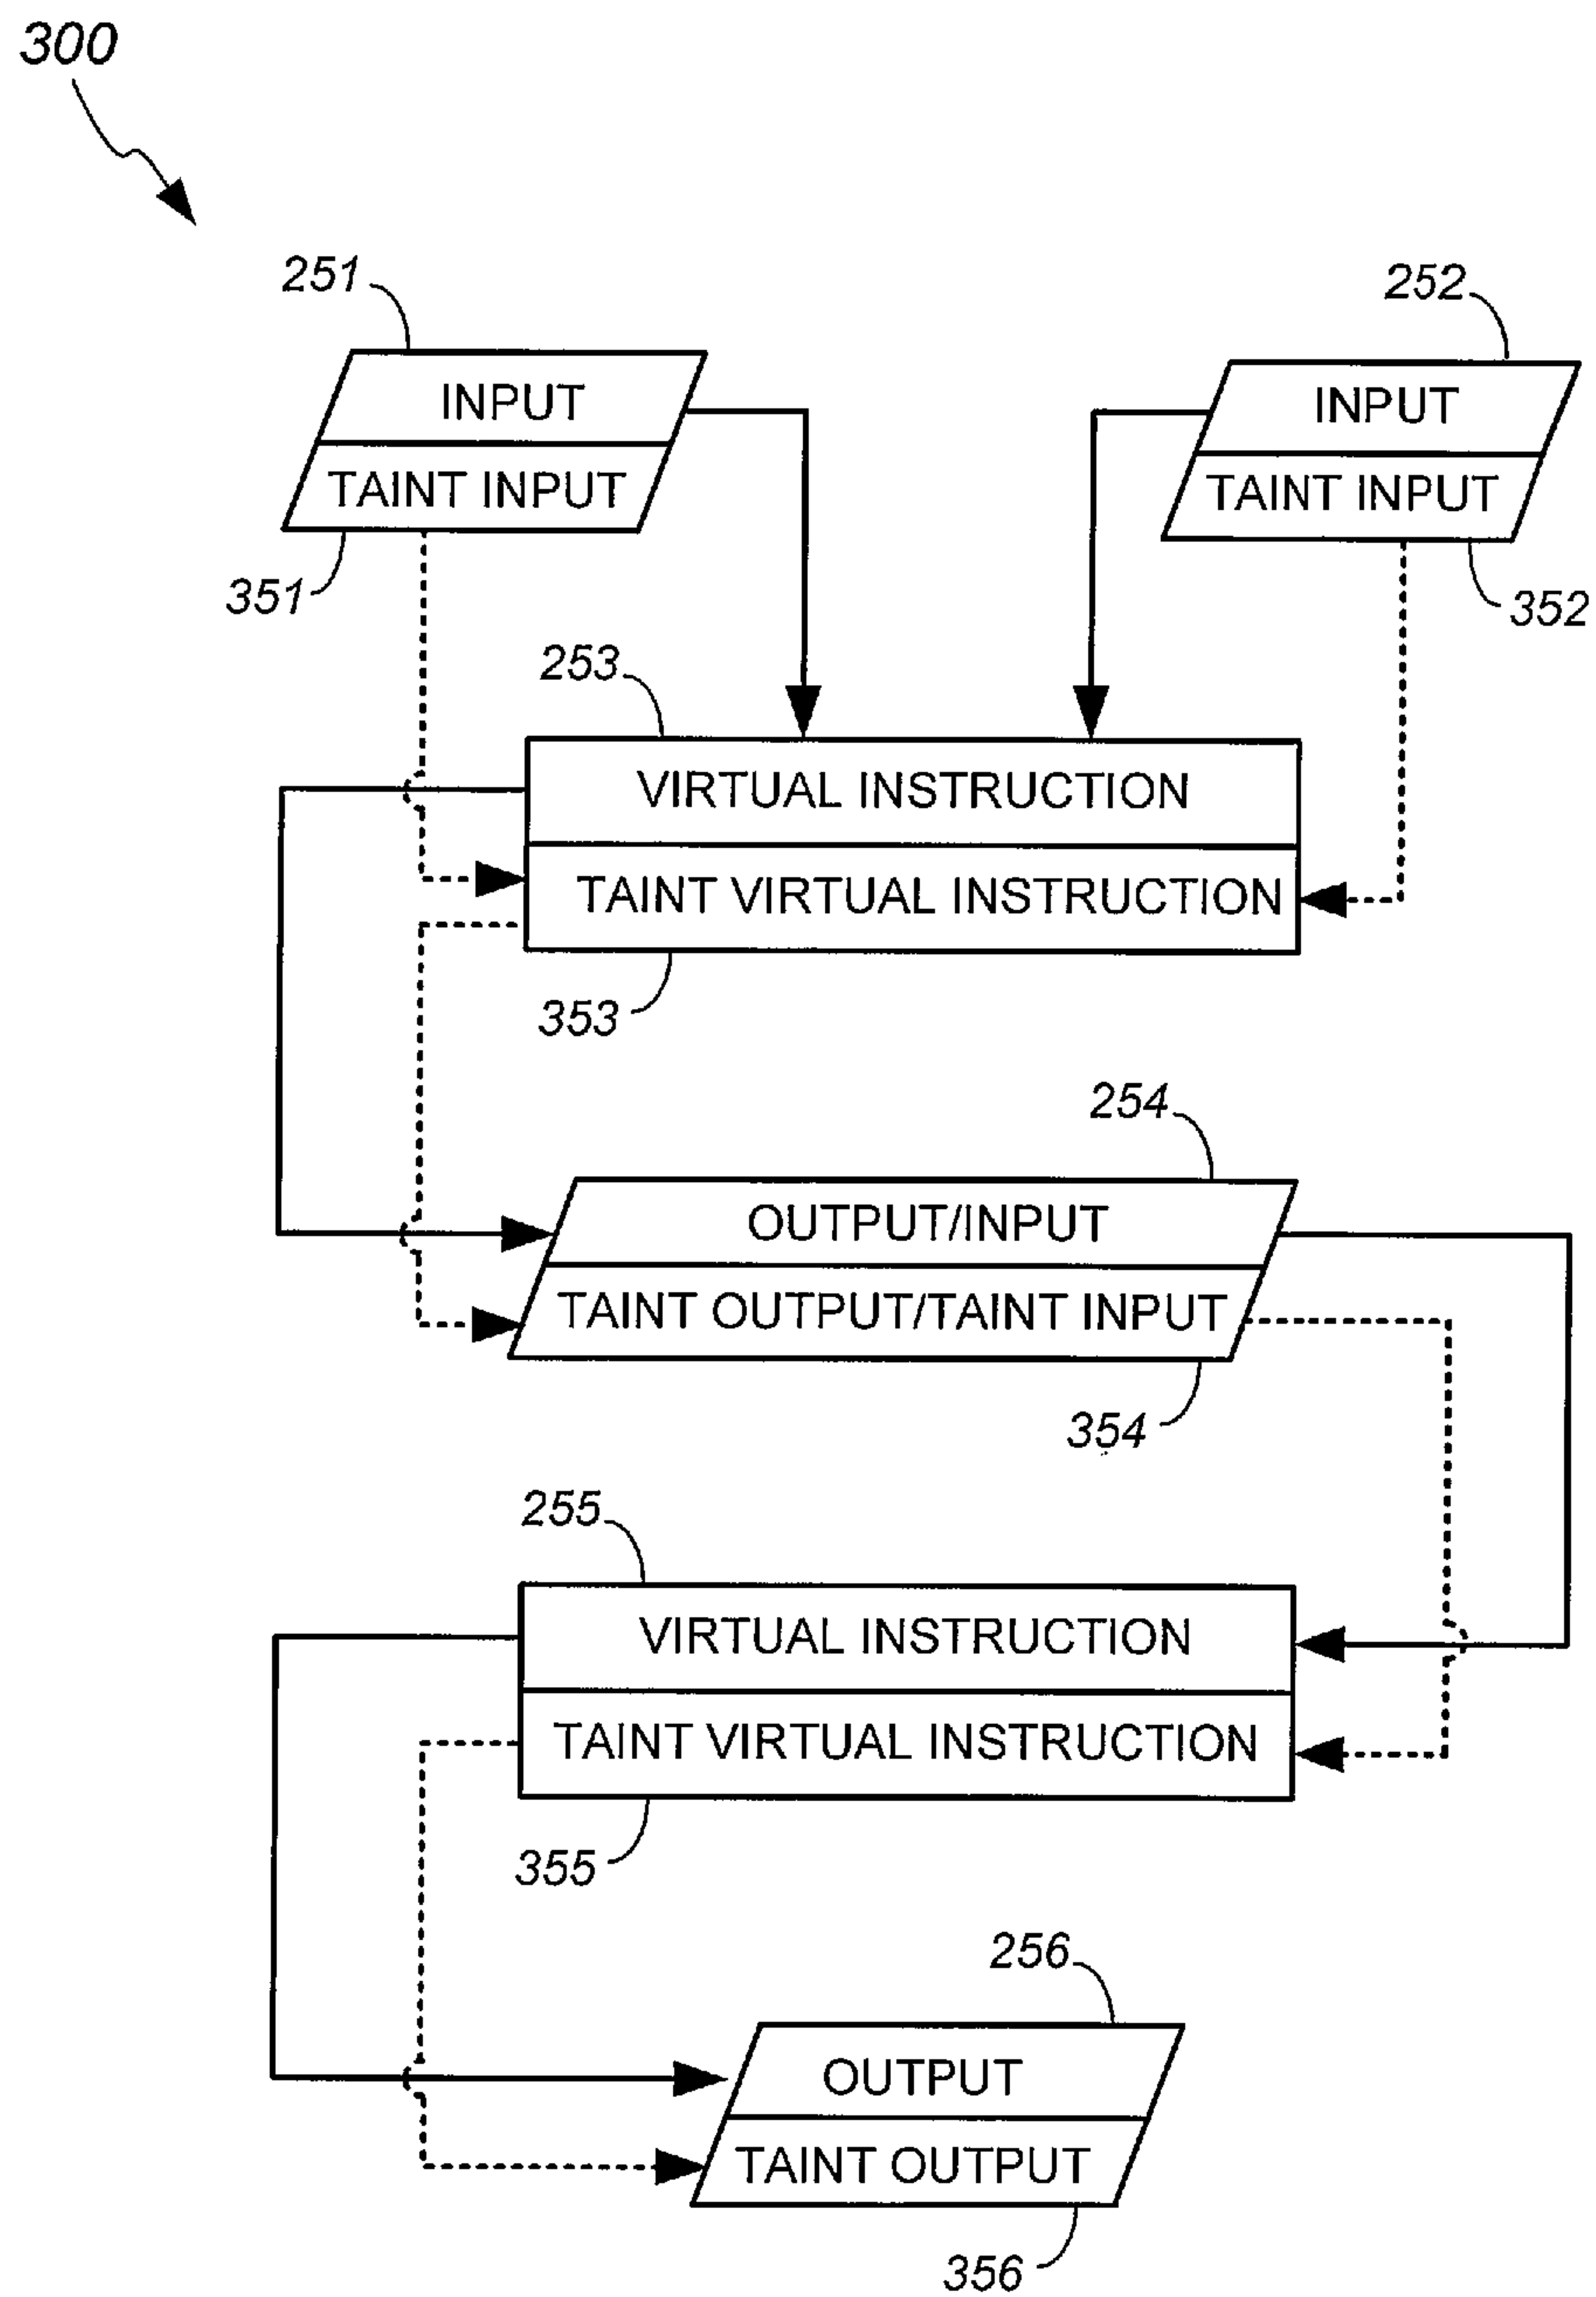 300
251
252
INPUT
INPUT
TAINT INPUT
TAINT INPUT
351
352
253
VIRTUAL INSTRUCTION
TAINT VIRTUAL INSTRUCTION
353
254
OUTPUT/INPUT
TAINT OUTPUT/TAINT INPUT
354
255
VIRTUAL INSTRUCTION
TAINT VIRTUAL INSTRUCTION
355
256
OUTPUT
TAINT OUTPUT
356